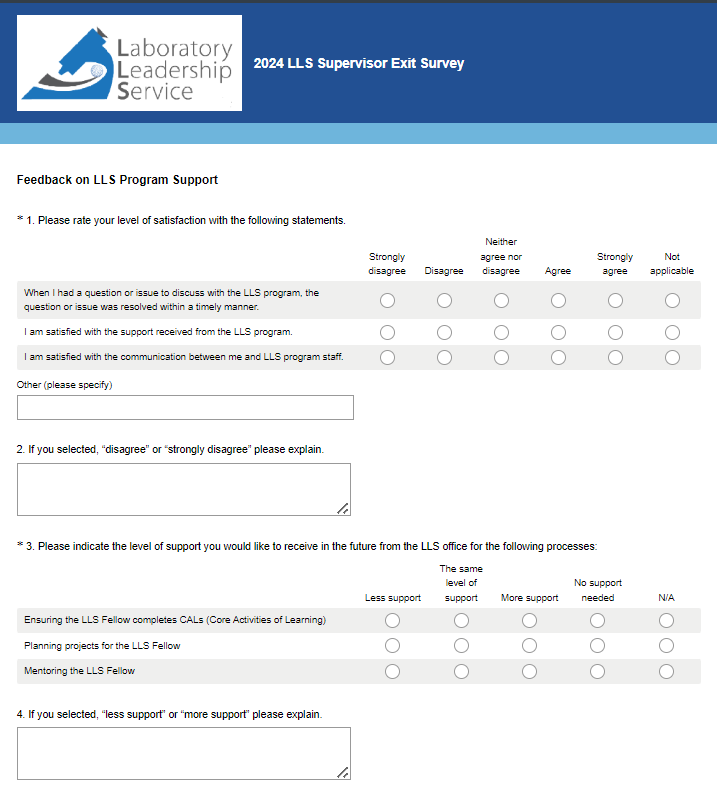 Laboratory
Leadership
Service
2024 LLS Supervisor Exit Survey
Feedback on LLS Program Support
* 1. Please rate your level of satisfaction with the following statements.
Strongly disagree Disagree Neither agree nor disagree Agree Strongly agree Not applicable
When I had a question or issue to discuss with the LLS program, the
question or issue was resolved within a timely manner.
I am satisfied with the support received from the LLS program.
I am satisfied with the communication between me and LLS program staff.
Other (please specify)
2. If you selected, “disagree” or “strongly disagree” please explain.
* 3. Please indicate the level of support you would like to receive in the future from the LLS office for the following processes:
Less support The same level of support More support No support needed N/A
Ensuring the LLS Fellow completes CALs (Core Activities of Learning)
Planning projects for the LLS Fellow
Mentoring the LLS Fellow
4. If you selected, “less support” or “more support” please explain.